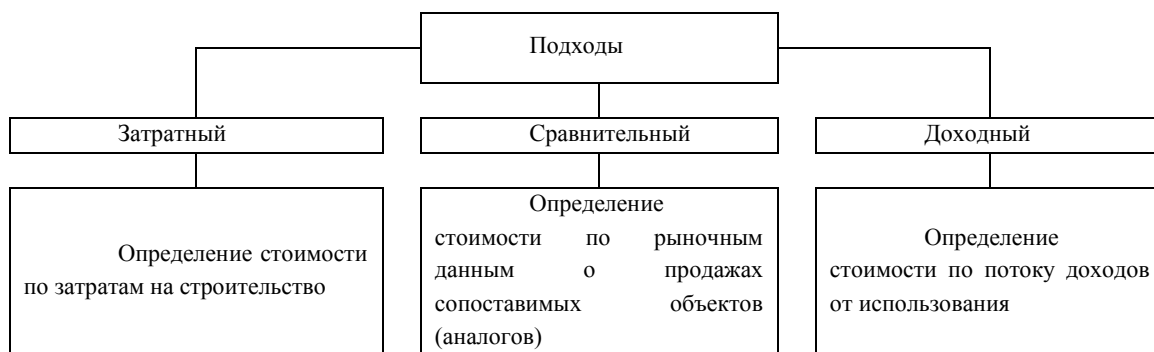 Подходы
Затратный
Сравнительный
Доходный
Определение стоимости
по затратам на строительство
Определение
стоимости по рыночным
данным о продажах
сопоставимых объектов
(аналогов)
Определение
стоимости по потоку доходов
от использования